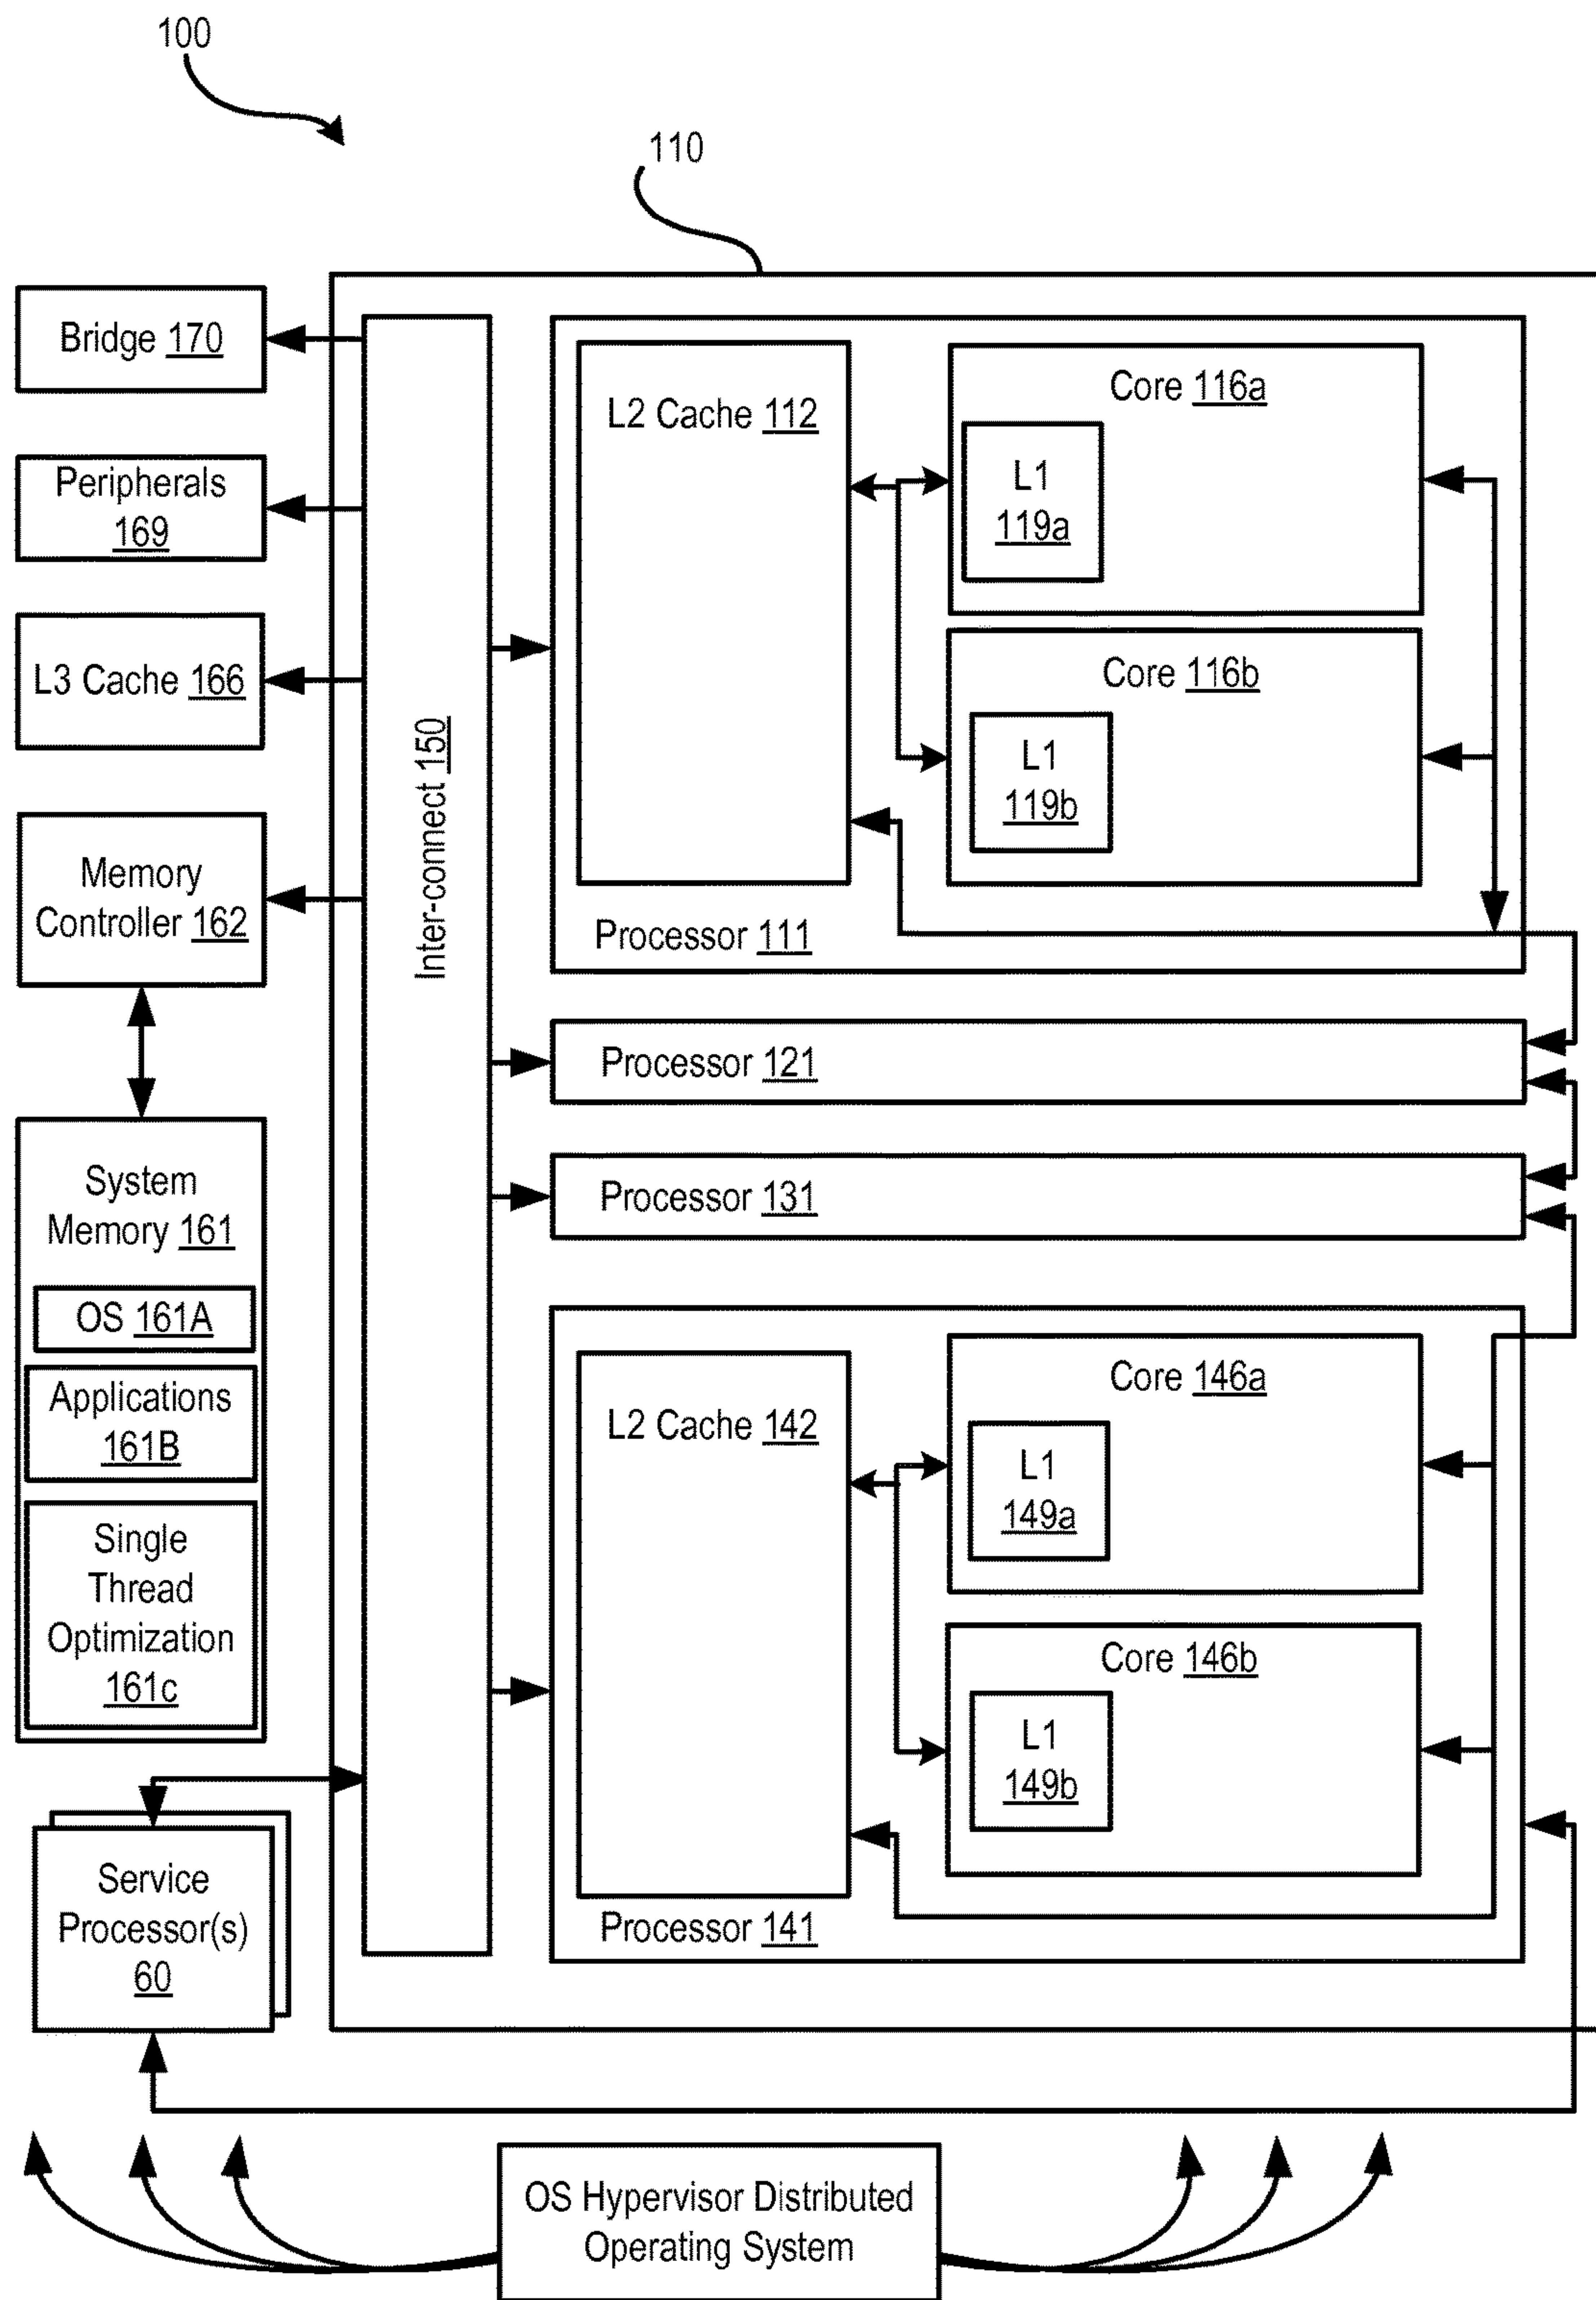 100
110
Bridge 170
Peripherals
169
L3 Cache 166
Memory
Controller 162
System
Memory 161
OS 161A
Applications
161B
Single
Thread
Optimization
161c
Service
Processor(s)
60
Inter-connect 150
L2 Cache 112
Core 116a
L1
119a
Core 116b
L1
119b
Processor 111
Processor 121
Processor 131
L2 Cache 142
Core 146a
L1
149a
Core 146b
L1
149b
Processor 141
OS Hypervisor Distributed
Operating System